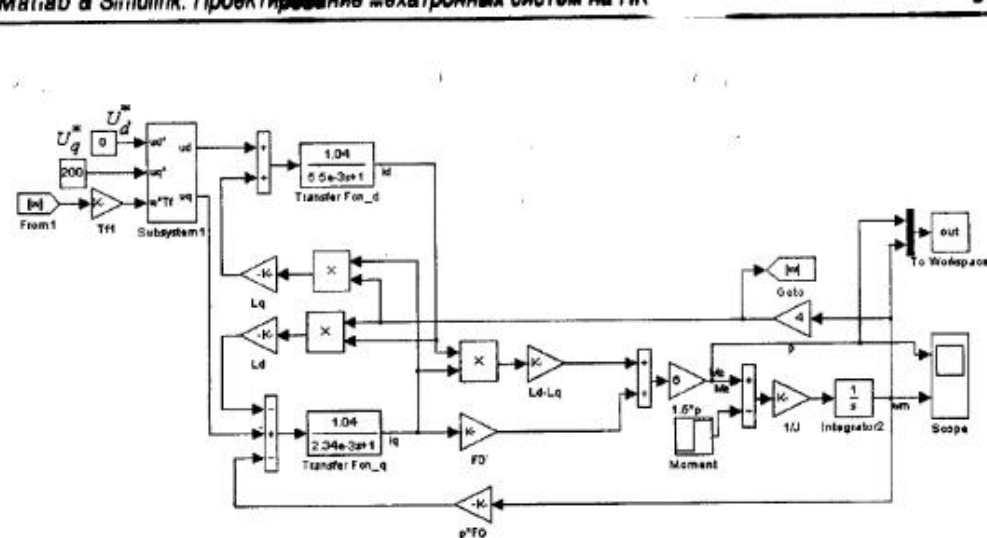 Matlab & Simulink. Проектирование мехатронных систем на ПК
U*d
U*q
0
200
ud*
uq*
w*Tf
ud
uq
|w|
From1
K-
Tf1
Subsystem1
+
+
1.04
5.5e-3s+1
Transfer Fcn_d
id
-K-
Lq
×
-K-
Ld
×
×
K-
Ld-Lq
+
+
6
1.5*p
Me
+
-
K-
1/J
1
s
Integrator2
wm
|w|
Goto
4
p
out
To Workspace
Scope
Moment
-
+
-
1.04
2.34e-3s+1
Transfer Fcn_q
iq
K-
FO'
-K-
p*FO